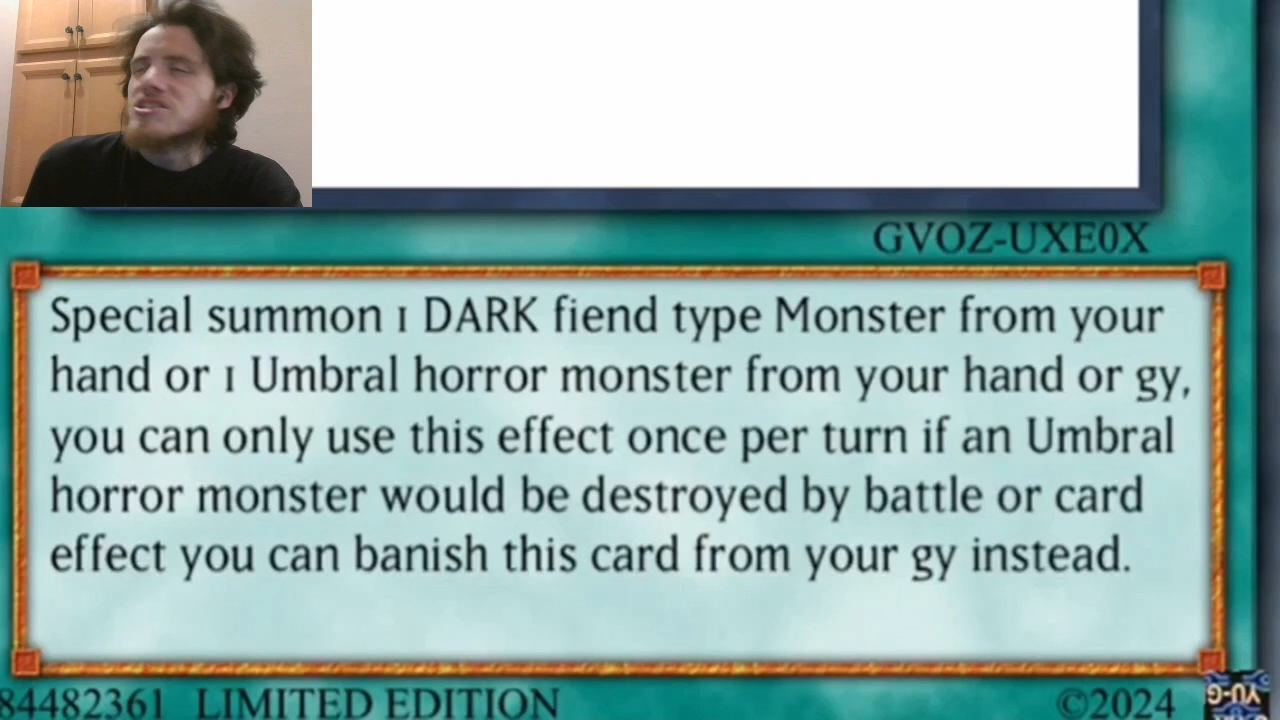 GVOZ-UXE0X
Special summon 1 DARK fiend type Monster from your
hand or 1 Umbral horror monster from your hand or gy,
you can only use this effect once per turn if an Umbral
horror monster would be destroyed by battle or card
effect you can banish this card from your gy instead.
84482361 LIMITED EDITION ©2024